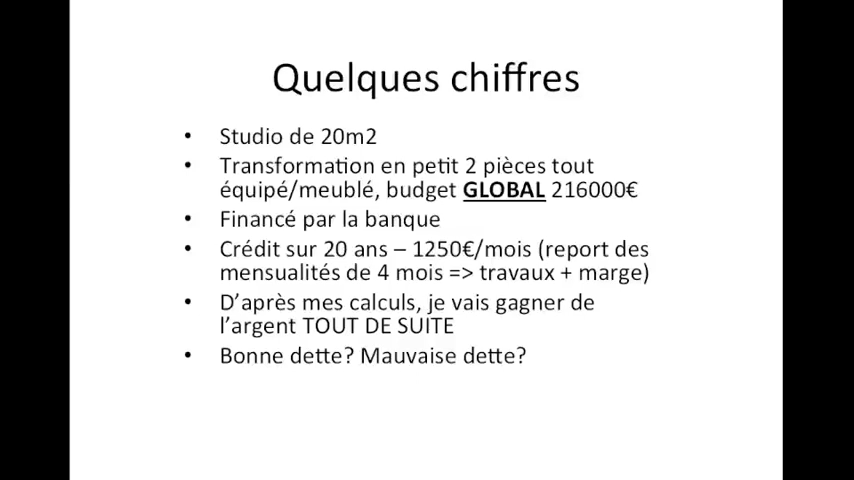 Quelques chiffres
• Studio de 20m2
• Transformation en petit 2 pièces tout
équipé/meublé, budget GLOBAL 216000€
• Financé par la banque
• Crédit sur 20 ans – 1250€/mois (report des
mensualités de 4 mois => travaux + marge)
• D’après mes calculs, je vais gagner de
l’argent TOUT DE SUITE
• Bonne dette? Mauvaise dette?